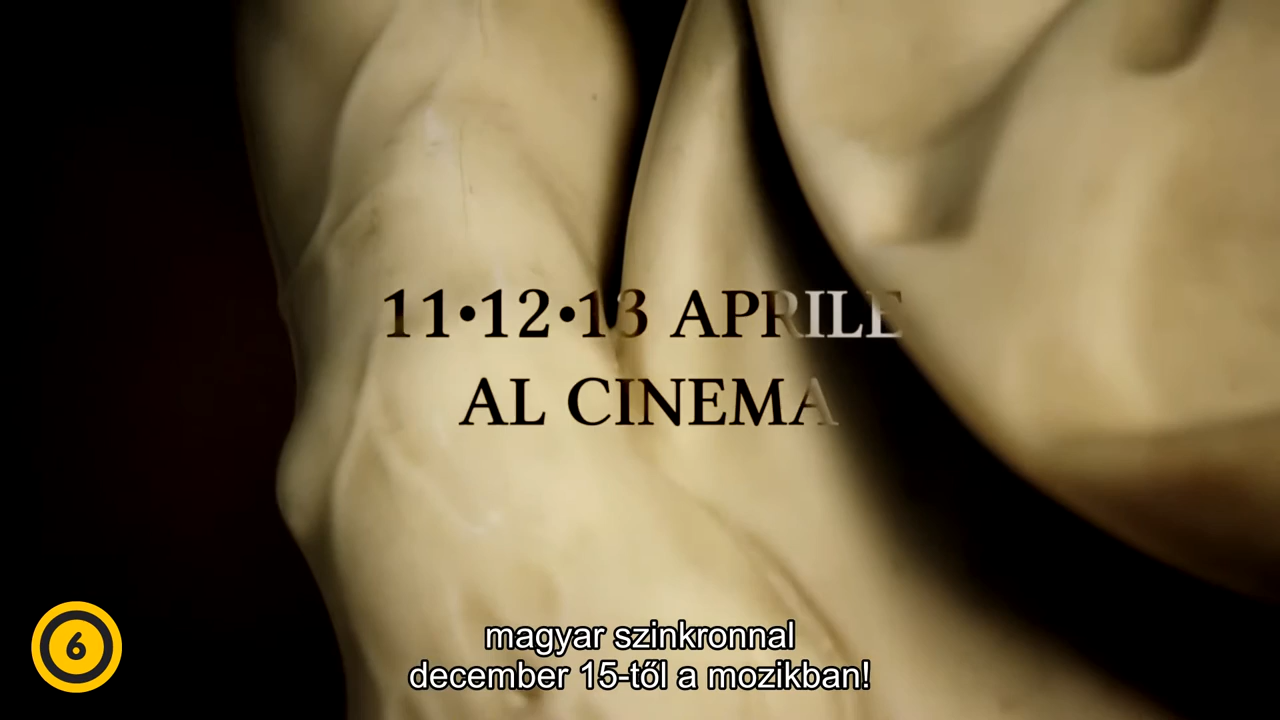 11•12•13 APRILE
AL CINEMA
6
magyar szinkronnal
december 15-től a mozikban!